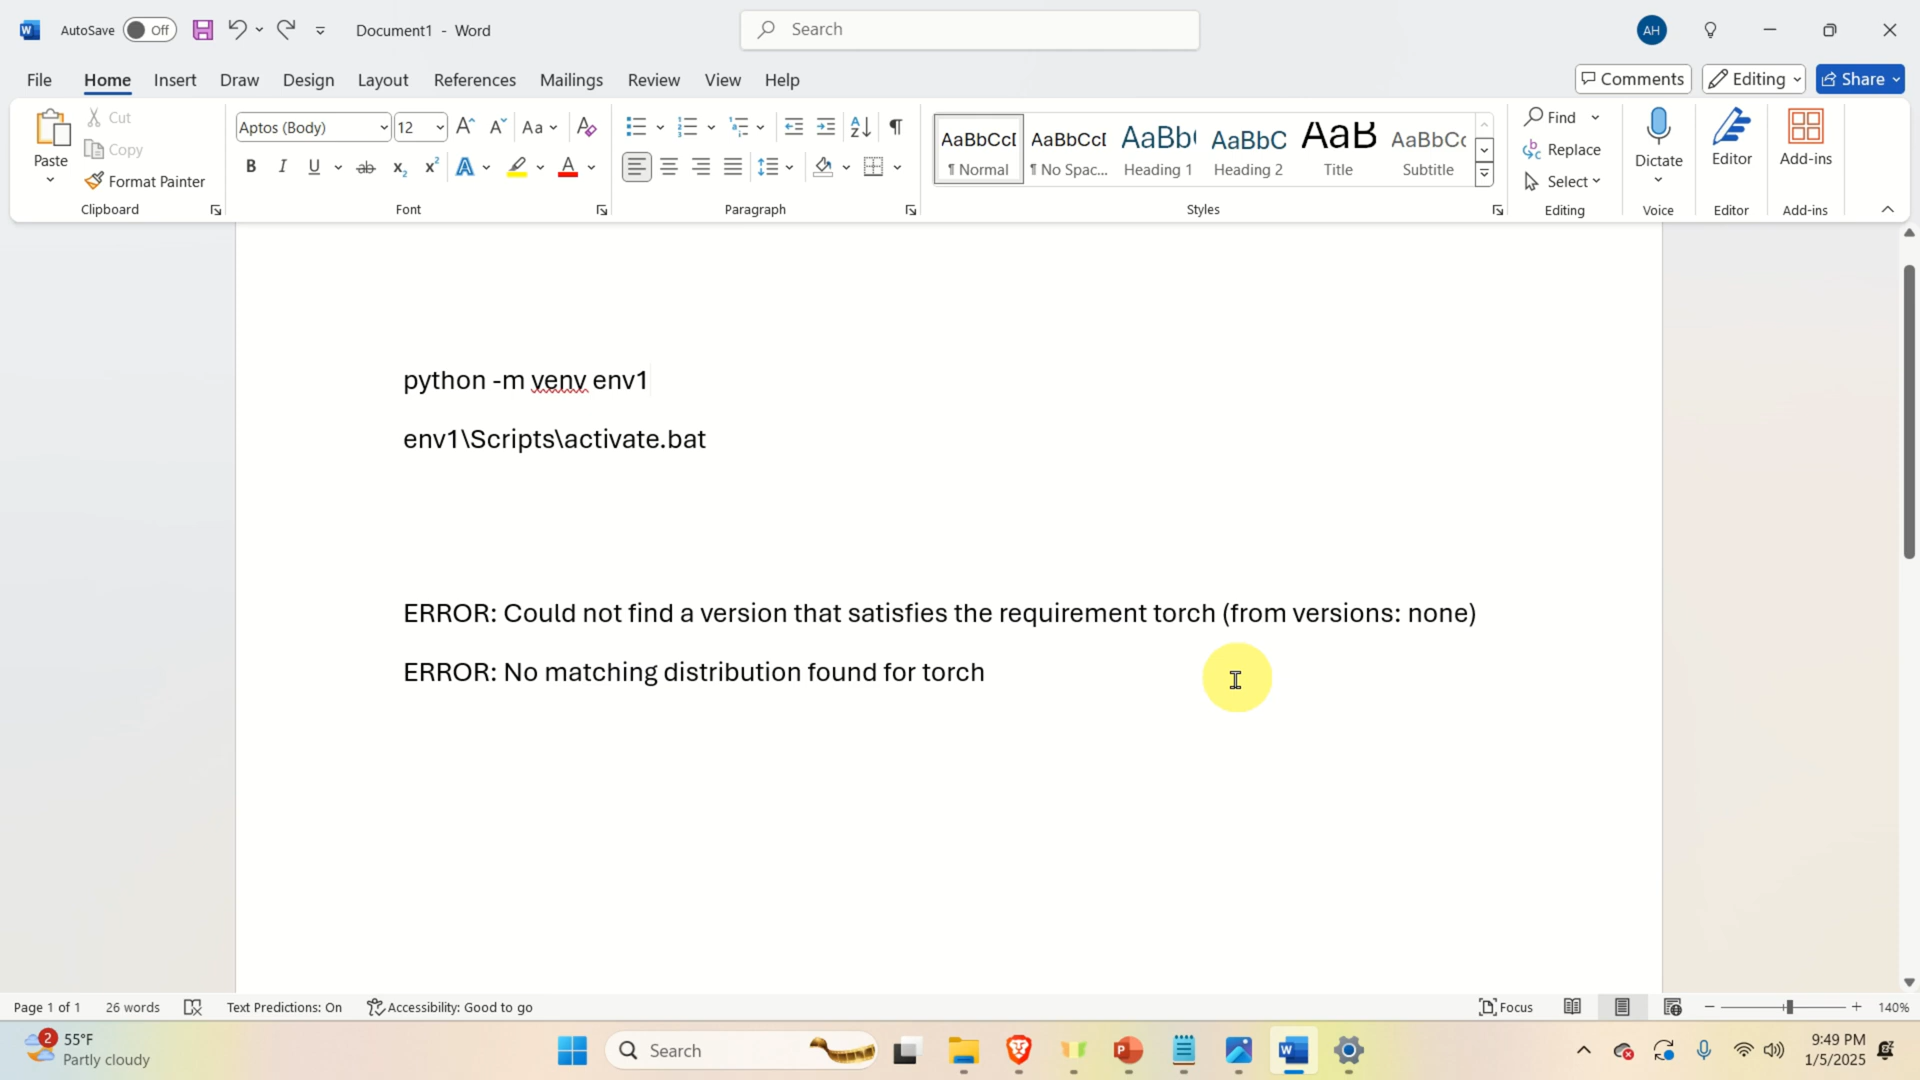 AutoSave Off Document1 - Word Search AH
File Home Insert Draw Design Layout References Mailings Review View Help Comments Editing Share
Paste Cut Copy Format Painter Clipboard
Aptos (Body) 12 Aa
B I U ab x₂ x² A A
Font
Paragraph
AaBbCcI AaBbCcI AaBb( AaBbC AaB AaBbCc
¶ Normal ¶ No Spac... Heading 1 Heading 2 Title Subtitle
Styles
Find Replace Select Editing
Dictate Voice
Editor Editor
Add-ins Add-ins
python -m venv env1
env1\Scripts\activate.bat
ERROR: Could not find a version that satisfies the requirement torch (from versions: none)
ERROR: No matching distribution found for torch
Page 1 of 1 26 words Text Predictions: On Accessibility: Good to go Focus 140%
2 55°F
Partly cloudy
Search
9:49 PM
1/5/2025